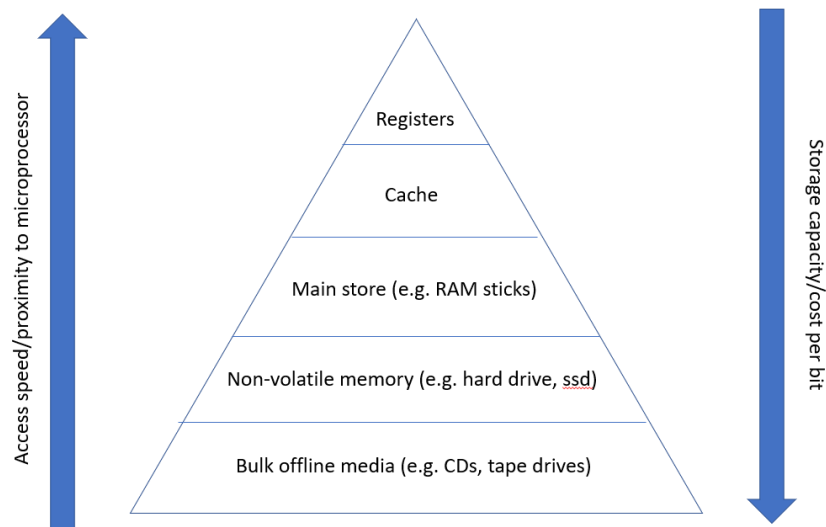 Access speed/proximity to microprocessor
Registers
Cache
Main store (e.g. RAM sticks)
Non-volatile memory (e.g. hard drive, ssd)
Bulk offline media (e.g. CDs, tape drives)
Storage capacity/cost per bit